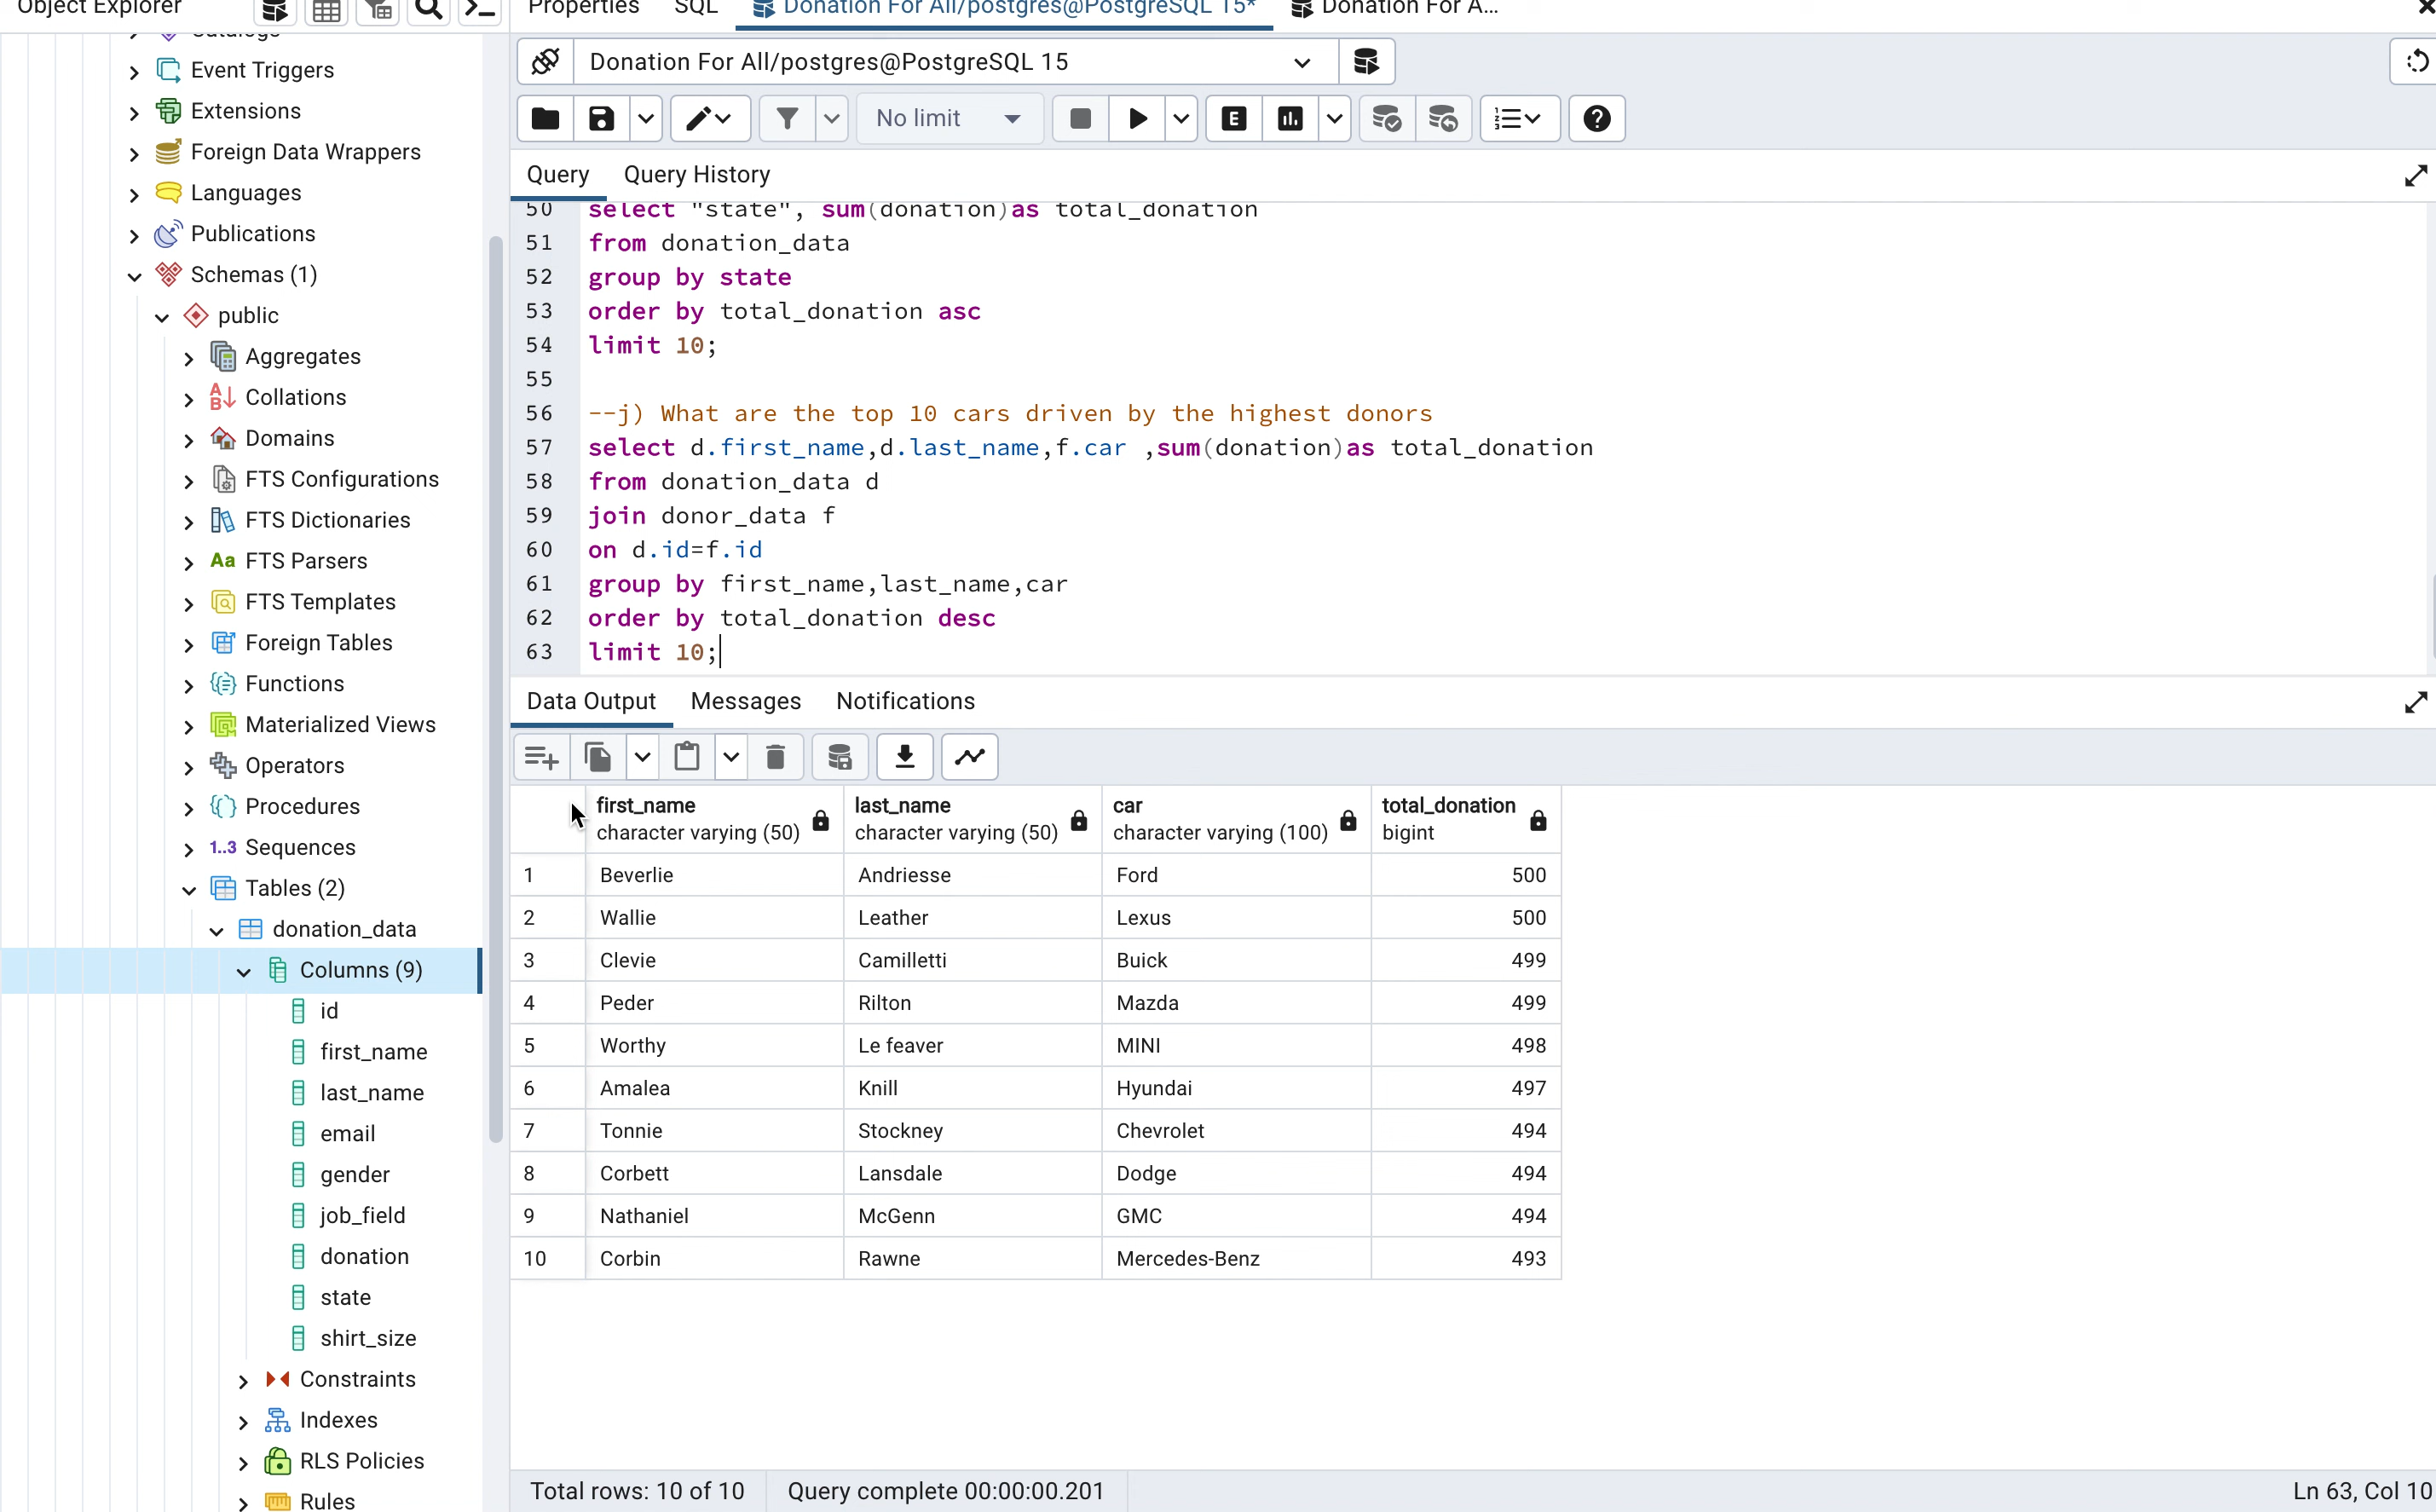 Object Explorer
Properties
SQL
Donation For All/postgres@PostgreSQL 15*
Donation For A...
Catalogs
Event Triggers
Extensions
Foreign Data Wrappers
Languages
Publications
Schemas (1)
public
Aggregates
Collations
Domains
FTS Configurations
FTS Dictionaries
Aa FTS Parsers
FTS Templates
Foreign Tables
Functions
Materialized Views
Operators
Procedures
1..3 Sequences
Tables (2)
donation_data
Columns (9)
id
first_name
last_name
email
gender
job_field
donation
state
shirt_size
Constraints
Indexes
RLS Policies
Rules
Donation For All/postgres@PostgreSQL 15
No limit
E
Query
Query History
50 select "state", sum(donation)as total_donation
51 from donation_data
52 group by state
53 order by total_donation asc
54 limit 10;
55
56 --j) What are the top 10 cars driven by the highest donors
57 select d.first_name,d.last_name,f.car ,sum(donation)as total_donation
58 from donation_data d
59 join donor_data f
60 on d.id=f.id
61 group by first_name,last_name,car
62 order by total_donation desc
63 limit 10;
Data Output
Messages
Notifications
first_name last_name car total_donation
character varying (50) character varying (50) character varying (100) bigint
1 Beverlie Andriesse Ford 500
2 Wallie Leather Lexus 500
3 Clevie Camilletti Buick 499
4 Peder Rilton Mazda 499
5 Worthy Le feaver MINI 498
6 Amalea Knill Hyundai 497
7 Tonnie Stockney Chevrolet 494
8 Corbett Lansdale Dodge 494
9 Nathaniel McGenn GMC 494
10 Corbin Rawne Mercedes-Benz 493
Total rows: 10 of 10
Query complete 00:00:00.201
Ln 63, Col 10